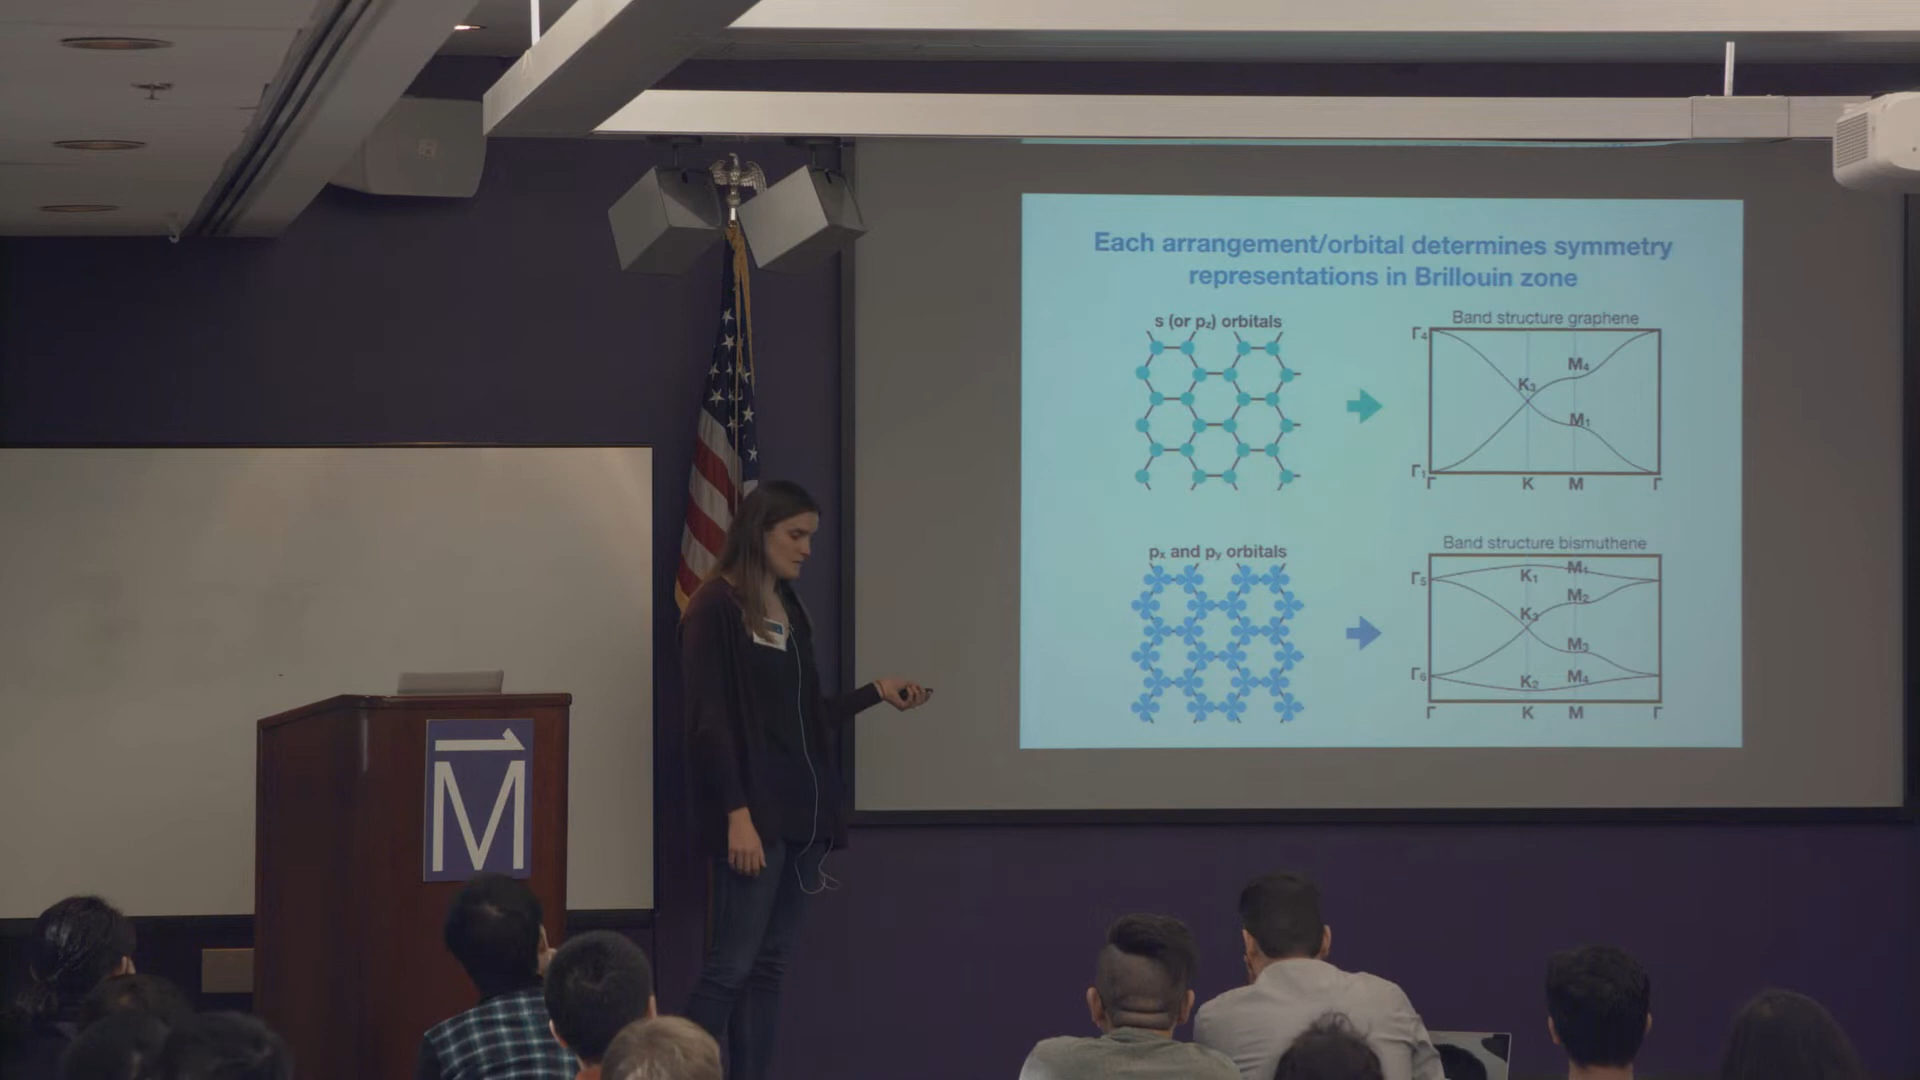 Each arrangement/orbital determines symmetry
representations in Brillouin zone
s (or pz) orbitals
Band structure graphene
Γ4
M4
K3
M1
Γ1
Γ K M Γ
px and py orbitals
Band structure bismuthene
M1
Γ5
K1
M2
K3
M3
Γ6
K2
M4
Γ K M Γ
M